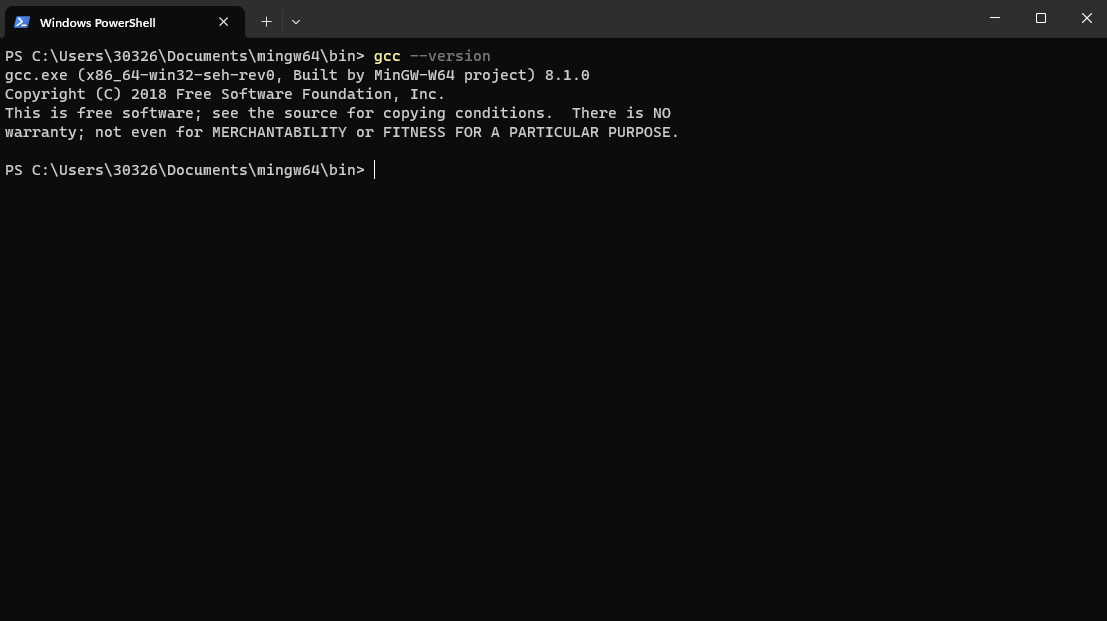 Windows PowerShell
PS C:\Users\30326\Documents\mingw64\bin> gcc --version
gcc.exe (x86_64-win32-seh-rev0, Built by MinGW-W64 project) 8.1.0
Copyright (C) 2018 Free Software Foundation, Inc.
This is free software; see the source for copying conditions.  There is NO
warranty; not even for MERCHANTABILITY or FITNESS FOR A PARTICULAR PURPOSE.
PS C:\Users\30326\Documents\mingw64\bin>